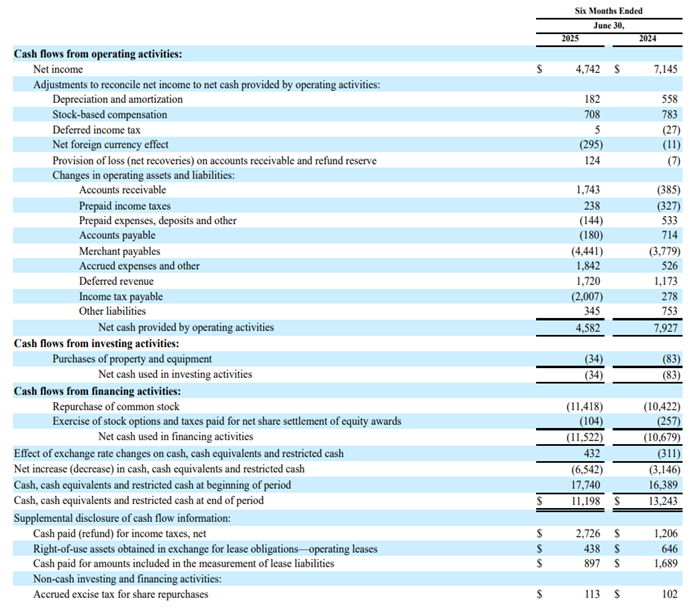 Six Months Ended
June 30,
2025 2024
Cash flows from operating activities:
Net income $ 4,742 $ 7,145
Adjustments to reconcile net income to net cash provided by operating activities:
Depreciation and amortization 182 558
Stock-based compensation 708 783
Deferred income tax 5 (27)
Net foreign currency effect (295) (11)
Provision of loss (net recoveries) on accounts receivable and refund reserve 124 (7)
Changes in operating assets and liabilities:
Accounts receivable 1,743 (385)
Prepaid income taxes 238 (327)
Prepaid expenses, deposits and other (144) 533
Accounts payable (180) 714
Merchant payables (4,441) (3,779)
Accrued expenses and other 1,842 526
Deferred revenue 1,720 1,173
Income tax payable (2,007) 278
Other liabilities 345 753
Net cash provided by operating activities 4,582 7,927
Cash flows from investing activities:
Purchases of property and equipment (34) (83)
Net cash used in investing activities (34) (83)
Cash flows from financing activities:
Repurchase of common stock (11,418) (10,422)
Exercise of stock options and taxes paid for net share settlement of equity awards (104) (257)
Net cash used in financing activities (11,522) (10,679)
Effect of exchange rate changes on cash, cash equivalents and restricted cash 432 (311)
Net increase (decrease) in cash, cash equivalents and restricted cash (6,542) (3,146)
Cash, cash equivalents and restricted cash at beginning of period 17,740 16,389
Cash, cash equivalents and restricted cash at end of period $ 11,198 $ 13,243
Supplemental disclosure of cash flow information:
Cash paid (refund) for income taxes, net $ 2,726 $ 1,206
Right-of-use assets obtained in exchange for lease obligations—operating leases $ 438 $ 646
Cash paid for amounts included in the measurement of lease liabilities $ 897 $ 1,689
Non-cash investing and financing activities:
Accrued excise tax for share repurchases $ 113 $ 102